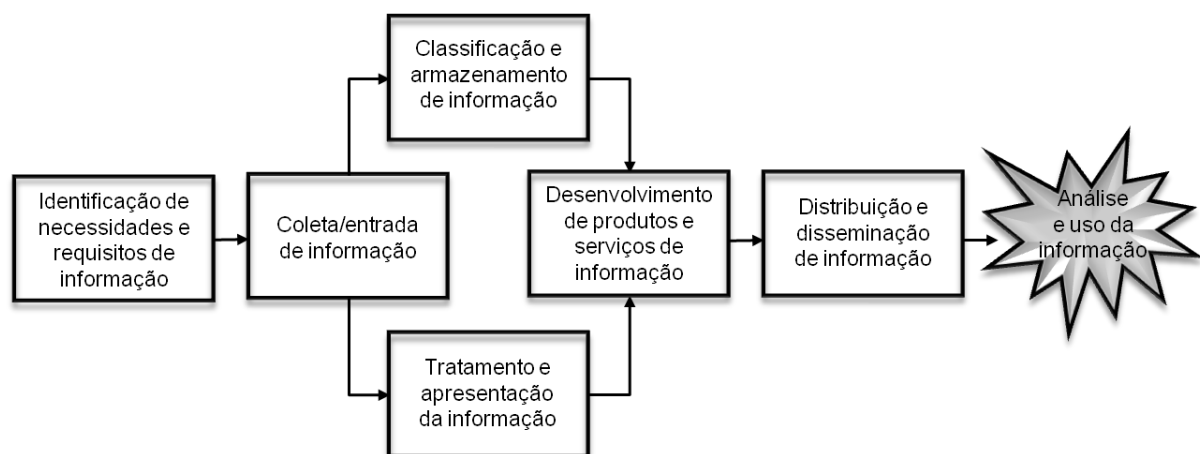 Identificação de
necessidades e
requisitos de
informação
Coleta/entrada
de informação
Classificação e
armazenamento
de informação
Tratamento e
apresentação
da informação
Desenvolvimento
de produtos e
serviços de
informação
Distribuição e
disseminação
de informação
Análise
e uso da
informação